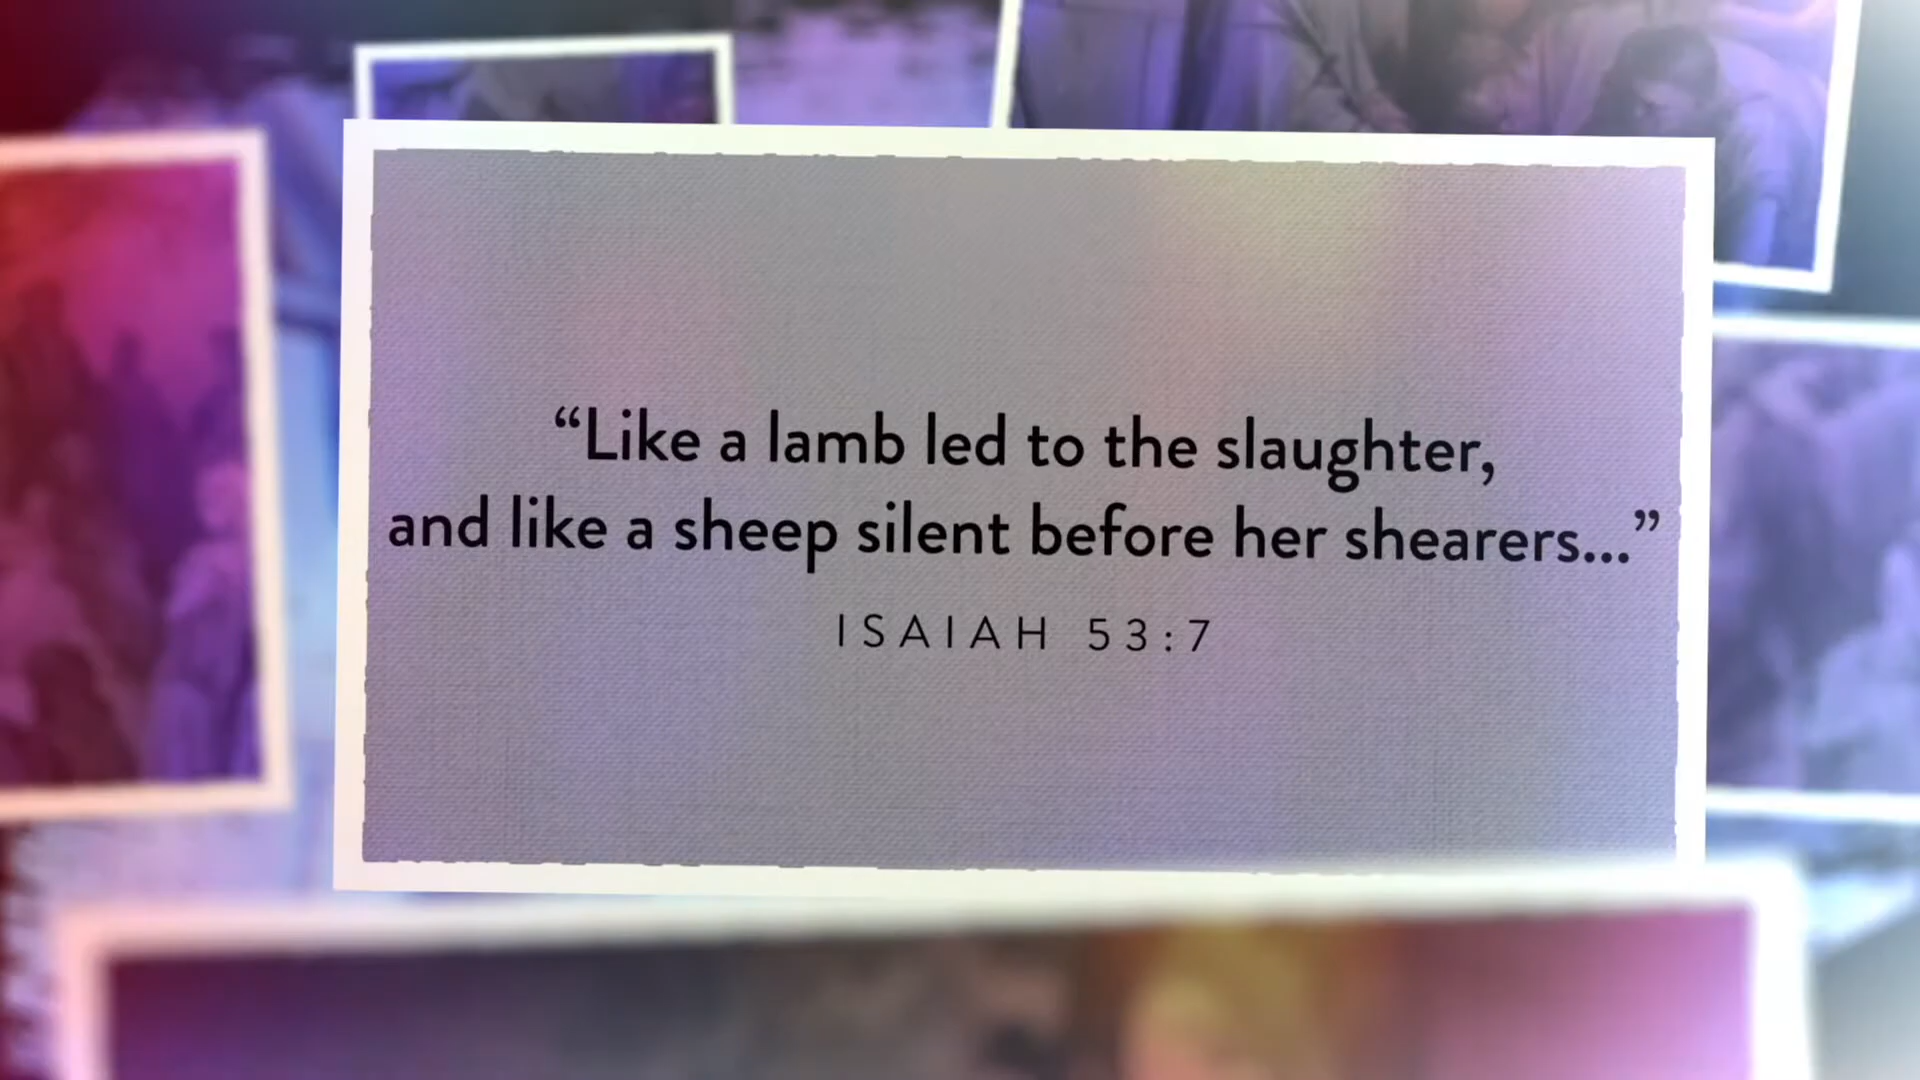 “Like a lamb led to the slaughter,
and like a sheep silent before her shearers...”
ISAIAH 53:7